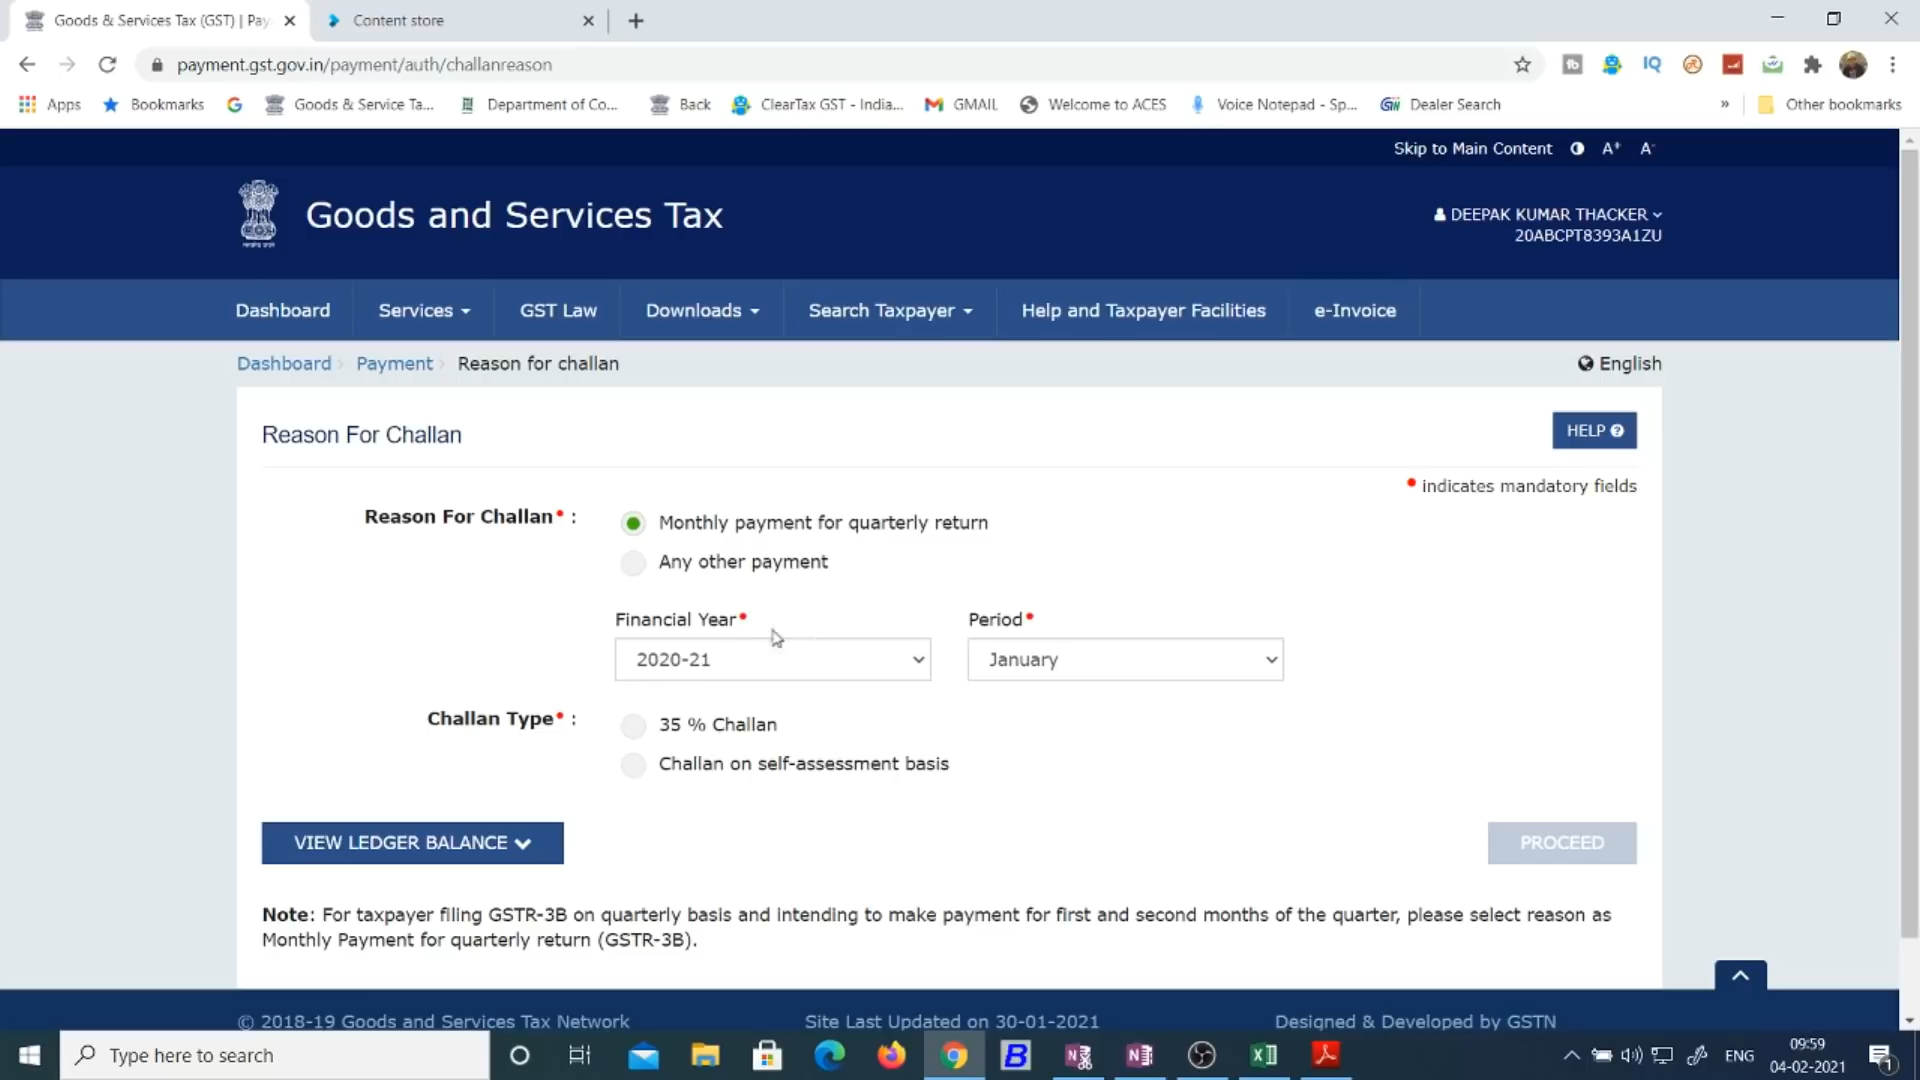 Goods & Services Tax (GST) | Pay
Content store
payment.gst.gov.in/payment/auth/challanreason
IQ
Apps
Bookmarks
Goods & Service Ta...
Department of Co...
Back
ClearTax GST - India...
GMAIL
Welcome to ACES
Voice Notepad - Sp...
Dealer Search
»
Other bookmarks
Skip to Main Content A+ A-
Goods and Services Tax
DEEPAK KUMAR THACKER
20ABCPT8393A1ZU
Dashboard Services GST Law Downloads Search Taxpayer Help and Taxpayer Facilities e-Invoice
Dashboard Payment Reason for challan
English
Reason For Challan
HELP
• indicates mandatory fields
Reason For Challan• :
Monthly payment for quarterly return
Any other payment
Financial Year•
Period•
2020-21
January
Challan Type• :
35 % Challan
Challan on self-assessment basis
VIEW LEDGER BALANCE
PROCEED
Note: For taxpayer filing GSTR-3B on quarterly basis and intending to make payment for first and second months of the quarter, please select reason as
Monthly Payment for quarterly return (GSTR-3B).
© 2018-19 Goods and Services Tax Network
Site Last Updated on 30-01-2021
Designed & Developed by GSTN
Type here to search
ENG
09:59
04-02-2021
1